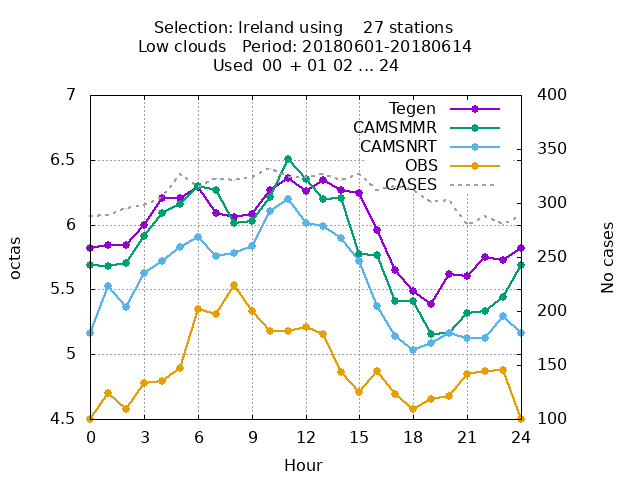 Selection: Ireland using    27 stations
Low clouds   Period: 20180601-20180614
Used  00  + 01 02 ... 24
7
400
Tegen
CAMSMMR
CAMSNRT
OBS
CASES
6.5
350
6
300
octas
No cases
5.5
250
200
5
150
4.5
100
0 3 6 9 12 15 18 21 24
Hour